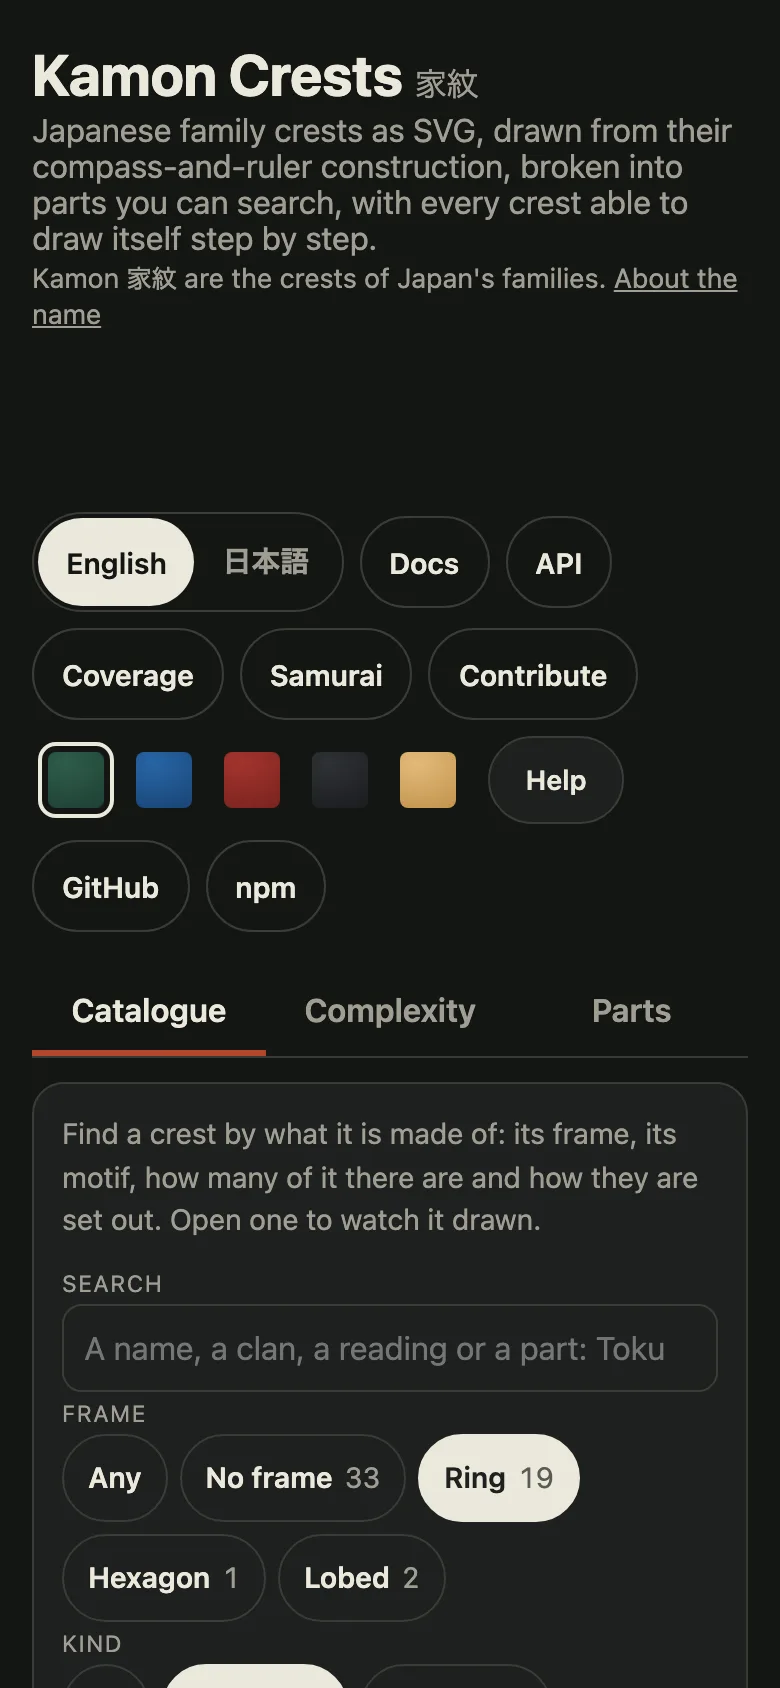 Kamon Crests 家紋
Japanese family crests as SVG, drawn from their
compass-and-ruler construction, broken into
parts you can search, with every crest able to
draw itself step by step.
Kamon 家紋 are the crests of Japan's families. About the
name
English 日本語 Docs API
Coverage Samurai Contribute
Help
GitHub npm
Catalogue Complexity Parts
Find a crest by what it is made of: its frame, its
motif, how many of it there are and how they are
set out. Open one to watch it drawn.
SEARCH
A name, a clan, a reading or a part: Toku
FRAME
Any No frame 33 Ring 19
Hexagon 1 Lobed 2
KIND